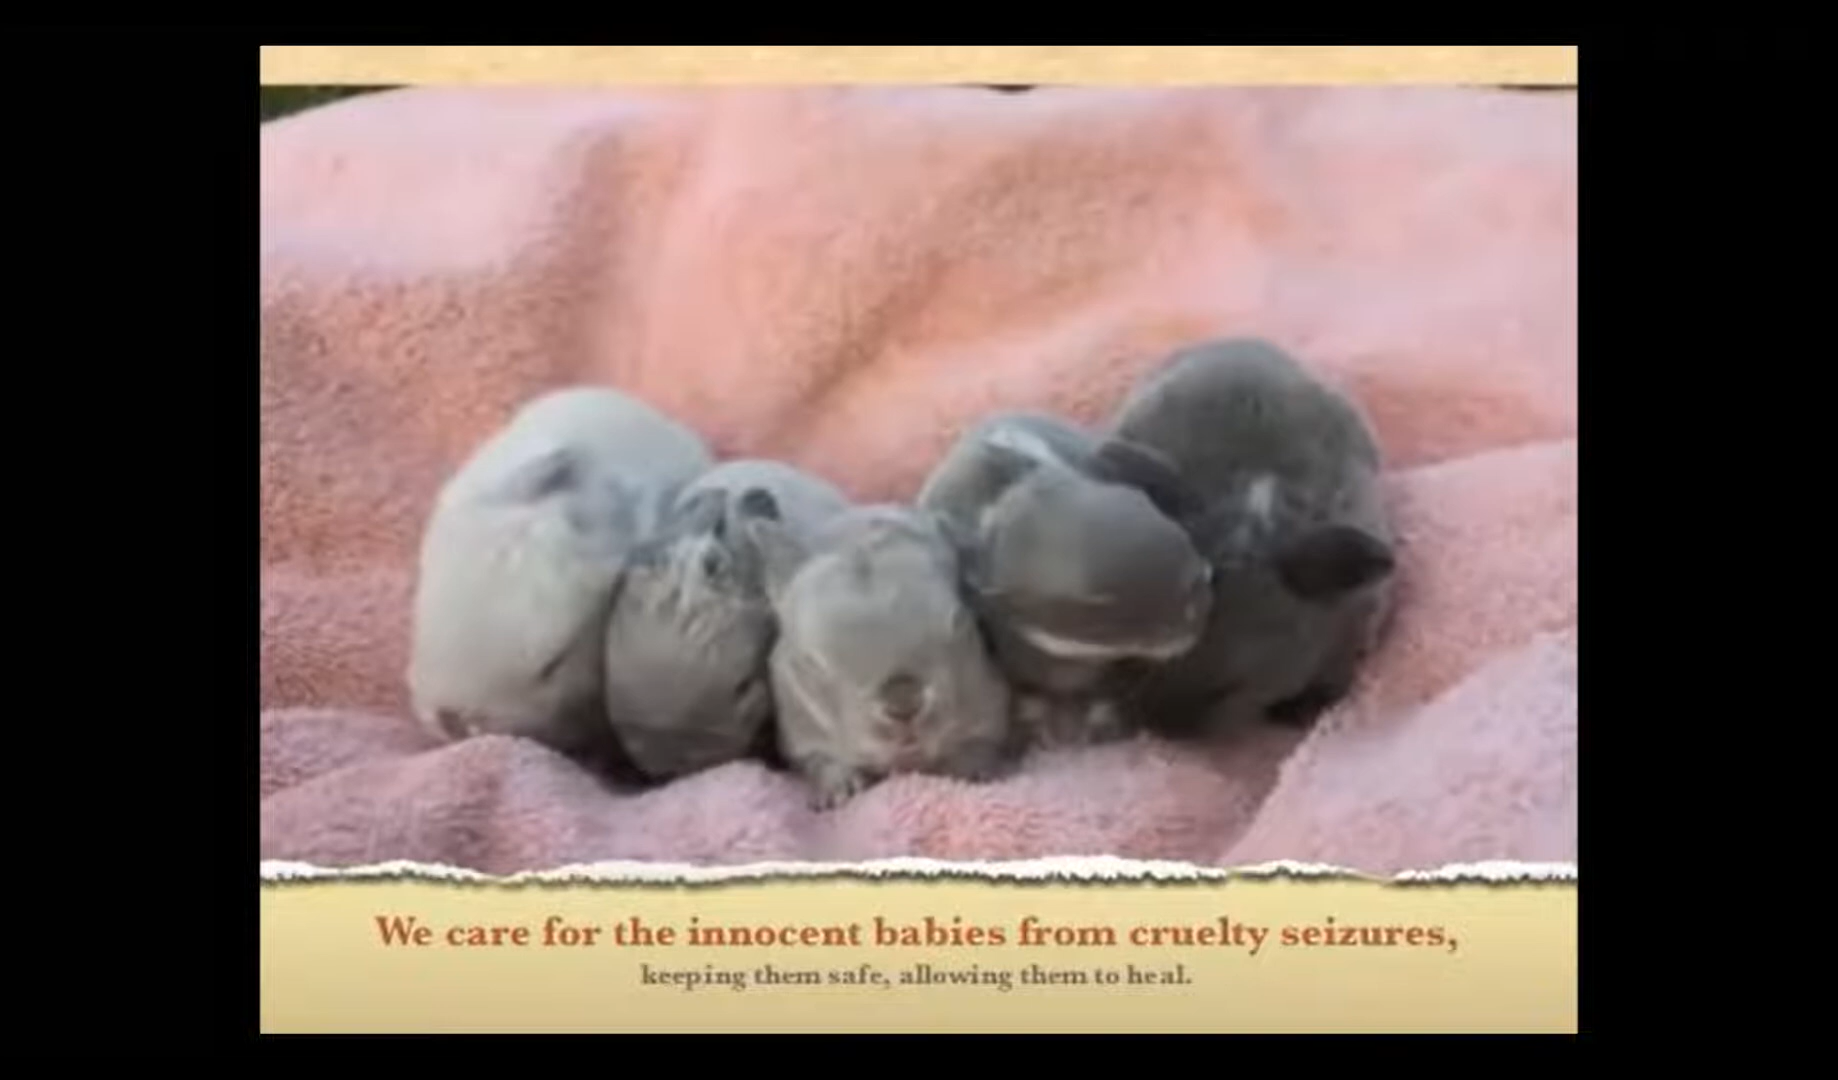 We care for the innocent babies from cruelty seizures,
keeping them safe, allowing them to heal.